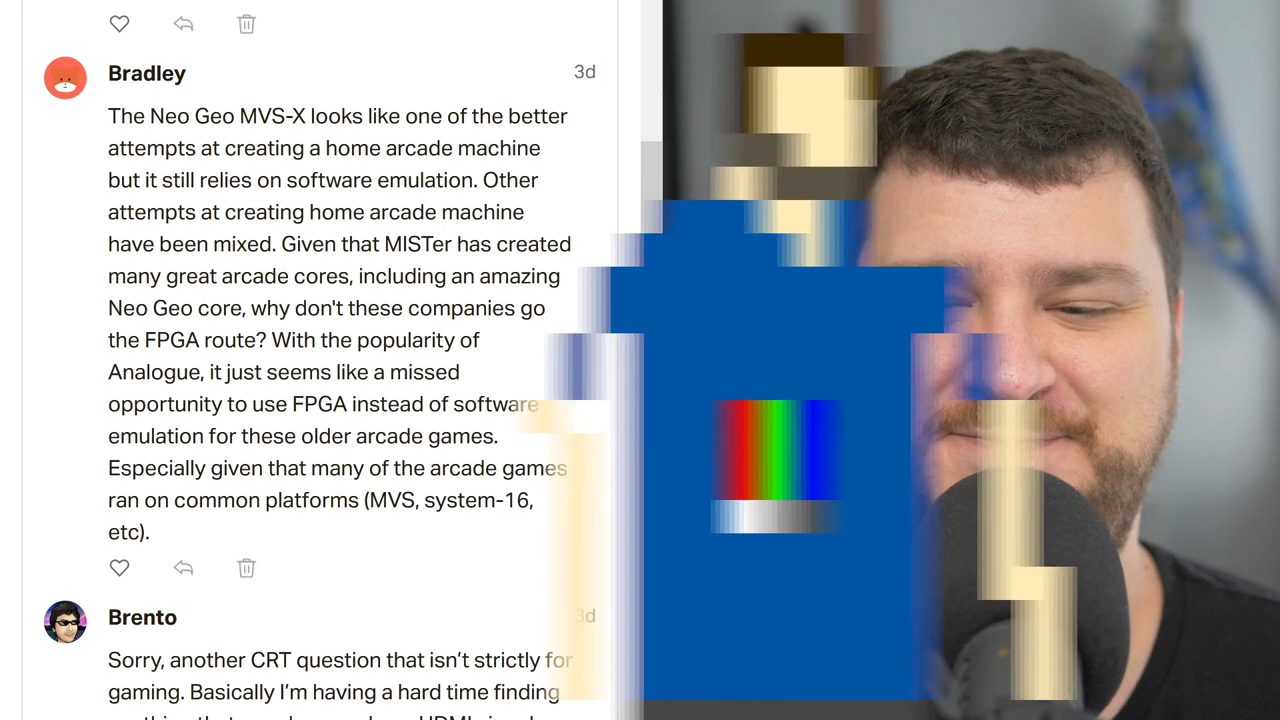 Bradley
3d
The Neo Geo MVS-X looks like one of the better
attempts at creating a home arcade machine
but it still relies on software emulation. Other
attempts at creating home arcade machine
have been mixed. Given that MISTer has created
many great arcade cores, including an amazing
Neo Geo core, why don't these companies go
the FPGA route? With the popularity of
Analogue, it just seems like a missed
opportunity to use FPGA instead of software
emulation for these older arcade games.
Especially given that many of the arcade games
ran on common platforms (MVS, system-16,
etc).
Brento
3d
Sorry, another CRT question that isn’t strictly for
gaming. Basically I’m having a hard time finding